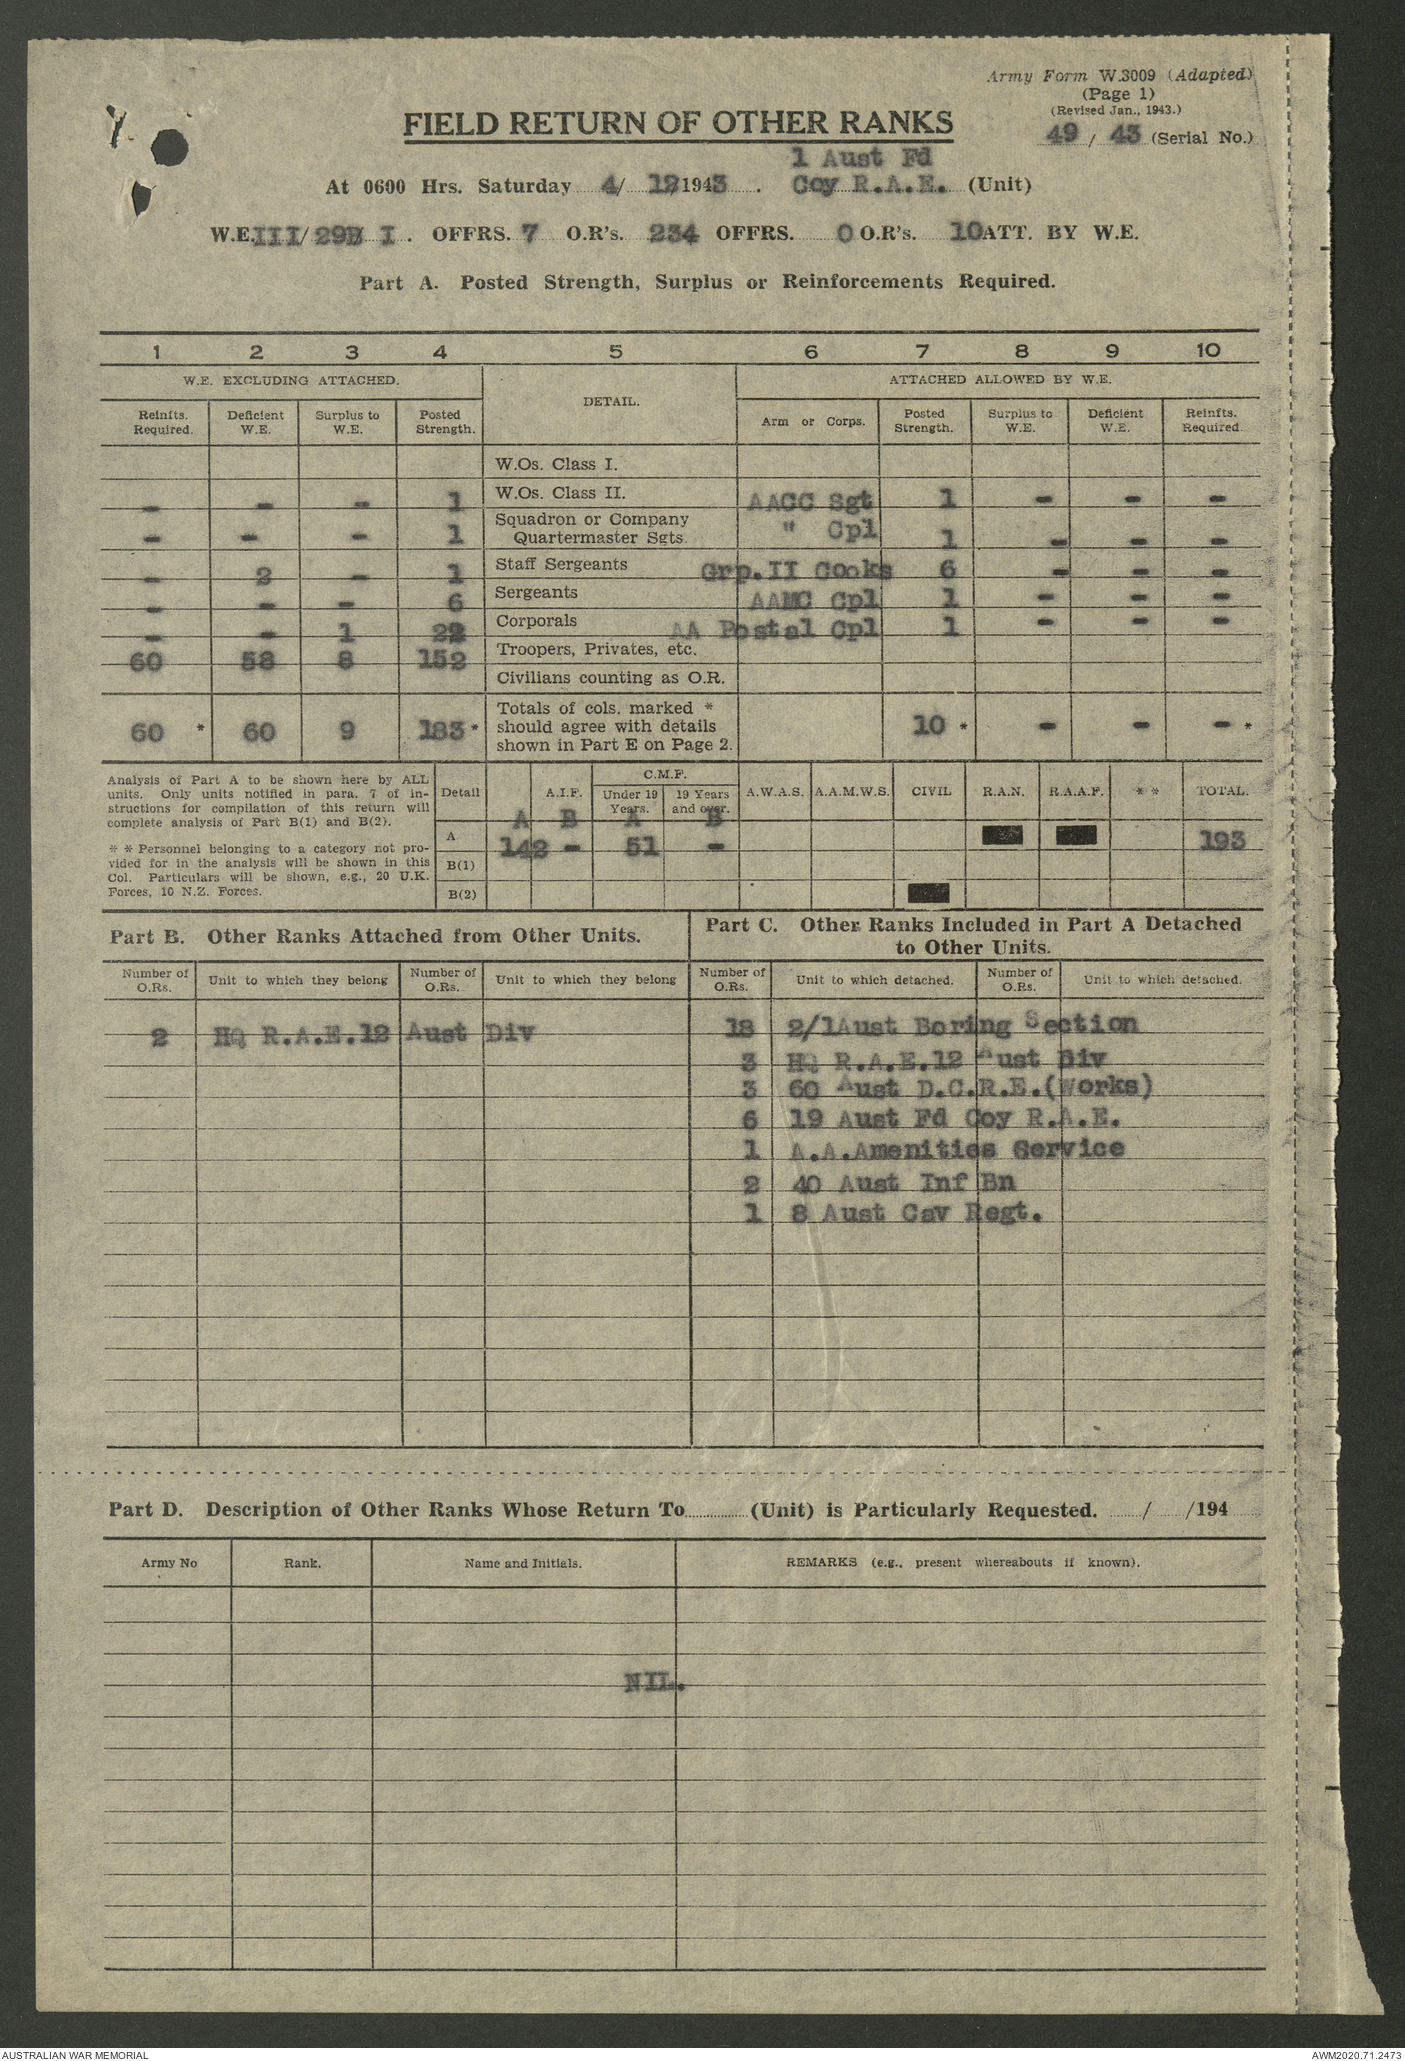 Army Form W.3009 (Adapted)
(Page 1)
(Revised Jan., 1943.)
FIELD RETURN OF OTHER RANKS
49 / 43 (Serial No.)
1 Aust Fd
At 0600 Hrs. Saturday 4/ 12/1943 . Coy R.A.E. (Unit)
W.E.III/29B I . OFFRS. 7 O.R's. 234 OFFRS. 0 O.R's. 10 ATT. BY W.E.
Part A. Posted Strength, Surplus or Reinforcements Required.
1 2 3 4 5 6 7 8 9 10
W.E. EXCLUDING ATTACHED. DETAIL. ATTACHED ALLOWED BY W.E.
Reinfts. Required. Deficient W.E. Surplus to W.E. Posted Strength. Arm or Corps. Posted Strength. Surplus to W.E. Deficient W.E. Reinfts. Required.
W.Os. Class I.
- - - 1 W.Os. Class II. AACC Sgt 1 - - -
- - - 1 Squadron or Company Quartermaster Sgts. " Cpl 1 - - -
- 2 - 1 Staff Sergeants Grp.II Cooks 6 - - -
- - - 6 Sergeants AAMC Cpl 1 - - -
- - 1 22 Corporals AA Postal Cpl 1 - - -
60 58 8 152 Troopers, Privates, etc.
Civilians counting as O.R.
60 * 60 9 183 * Totals of cols. marked * should agree with details shown in Part E on Page 2. 10 * - - - *
Analysis of Part A to be shown here by ALL
units. Only units notified in para. 7 of in-
structions for compilation of this return will
complete analysis of Part B(1) and B(2).
* * Personnel belonging to a category not pro-
vided for in the analysis will be shown in this
Col. Particulars will be shown, e.g., 20 U.K.
Forces, 10 N.Z. Forces.
Detail A.I.F. C.M.F. Under 19 Years. 19 Years and over. A.W.A.S. A.A.M.W.S. CIVIL R.A.N. R.A.A.F. * * TOTAL.
A B A B
A 142 - 51 - 193
B(1)
B(2)
Part B. Other Ranks Attached from Other Units.
Number of O.Rs. Unit to which they belong Number of O.Rs. Unit to which they belong
2 HQ R.A.E.12 Aust Div
Part C. Other Ranks Included in Part A Detached
to Other Units.
Number of O.Rs. Unit to which detached. Number of O.Rs. Unit to which detached.
18 2/1Aust Boring Section
3 HQ R.A.E.12 Aust Div
3 60 Aust D.C.R.E.(Works)
6 19 Aust Fd Coy R.A.E.
1 A.A.Amenities Service
2 40 Aust Inf Bn
1 8 Aust Cav Regt.
Part D. Description of Other Ranks Whose Return To............(Unit) is Particularly Requested. ....../ /194
Army No Rank. Name and Initials. REMARKS (e.g., present whereabouts if known).
NIL.
AUSTRALIAN WAR MEMORIAL
AWM2020.71.2473